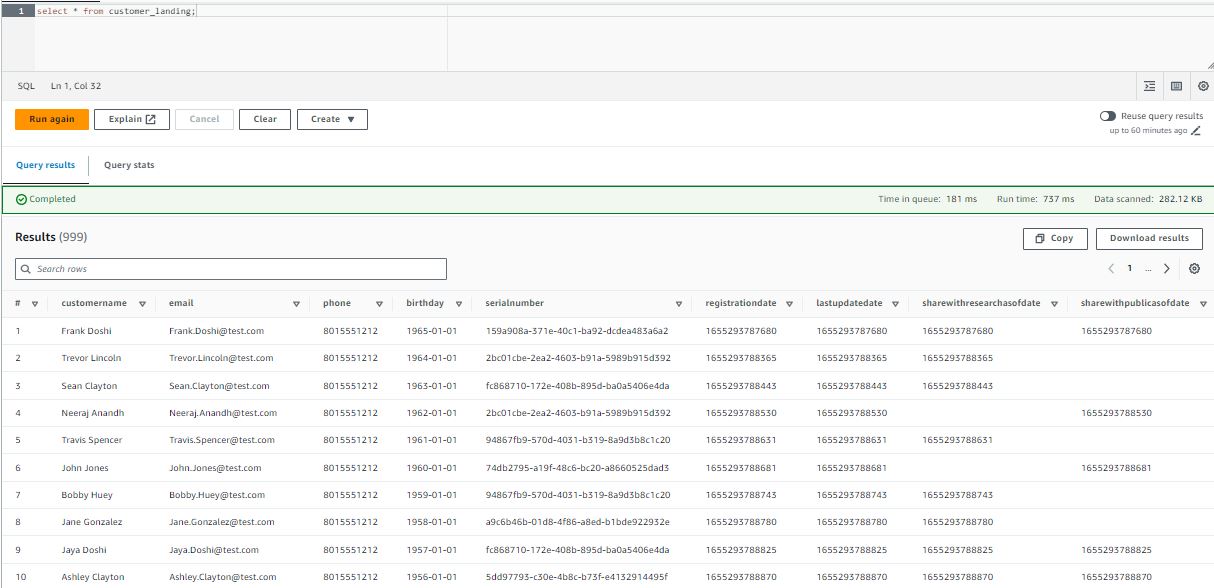 1 select * from customer_landing;
SQL Ln 1, Col 32
Run again Explain Cancel Clear Create Reuse query results
up to 60 minutes ago
Query results Query stats
Completed Time in queue: 181 ms Run time: 737 ms Data scanned: 282.12 KB
Results (999) Copy Download results
Search rows 1 ...
# customername email phone birthday serialnumber registrationdate lastupdatedate sharewithresearchasofdate sharewithpublicasofdate
1 Frank Doshi Frank.Doshi@test.com 8015551212 1965-01-01 159a908a-371e-40c1-ba92-dcdea483a6a2 1655293787680 1655293787680 1655293787680 1655293787680
2 Trevor Lincoln Trevor.Lincoln@test.com 8015551212 1964-01-01 2bc01cbe-2ea2-4603-b91a-5989b915d392 1655293788365 1655293788365 1655293788365
3 Sean Clayton Sean.Clayton@test.com 8015551212 1963-01-01 fc868710-172e-408b-895d-ba0a5406e4da 1655293788443 1655293788443 1655293788443
4 Neeraj Anandh Neeraj.Anandh@test.com 8015551212 1962-01-01 2bc01cbe-2ea2-4603-b91a-5989b915d392 1655293788530 1655293788530 1655293788530
5 Travis Spencer Travis.Spencer@test.com 8015551212 1961-01-01 94867fb9-570d-4031-b319-8a9d3b8c1c20 1655293788631 1655293788631 1655293788631
6 John Jones John.Jones@test.com 8015551212 1960-01-01 74db2795-a19f-48c6-bc20-a8660525dad3 1655293788681 1655293788681 1655293788681
7 Bobby Huey Bobby.Huey@test.com 8015551212 1959-01-01 94867fb9-570d-4031-b319-8a9d3b8c1c20 1655293788743 1655293788743 1655293788743
8 Jane Gonzalez Jane.Gonzalez@test.com 8015551212 1958-01-01 a9c6b46b-01d8-4f86-a8ed-b1bde922932e 1655293788780 1655293788780 1655293788780
9 Jaya Doshi Jaya.Doshi@test.com 8015551212 1957-01-01 fc868710-172e-408b-895d-ba0a5406e4da 1655293788825 1655293788825 1655293788825 1655293788825
10 Ashley Clayton Ashley.Clayton@test.com 8015551212 1956-01-01 5dd97793-c30e-4b8c-b73f-e4132914495f 1655293788870 1655293788870 1655293788870 1655293788870